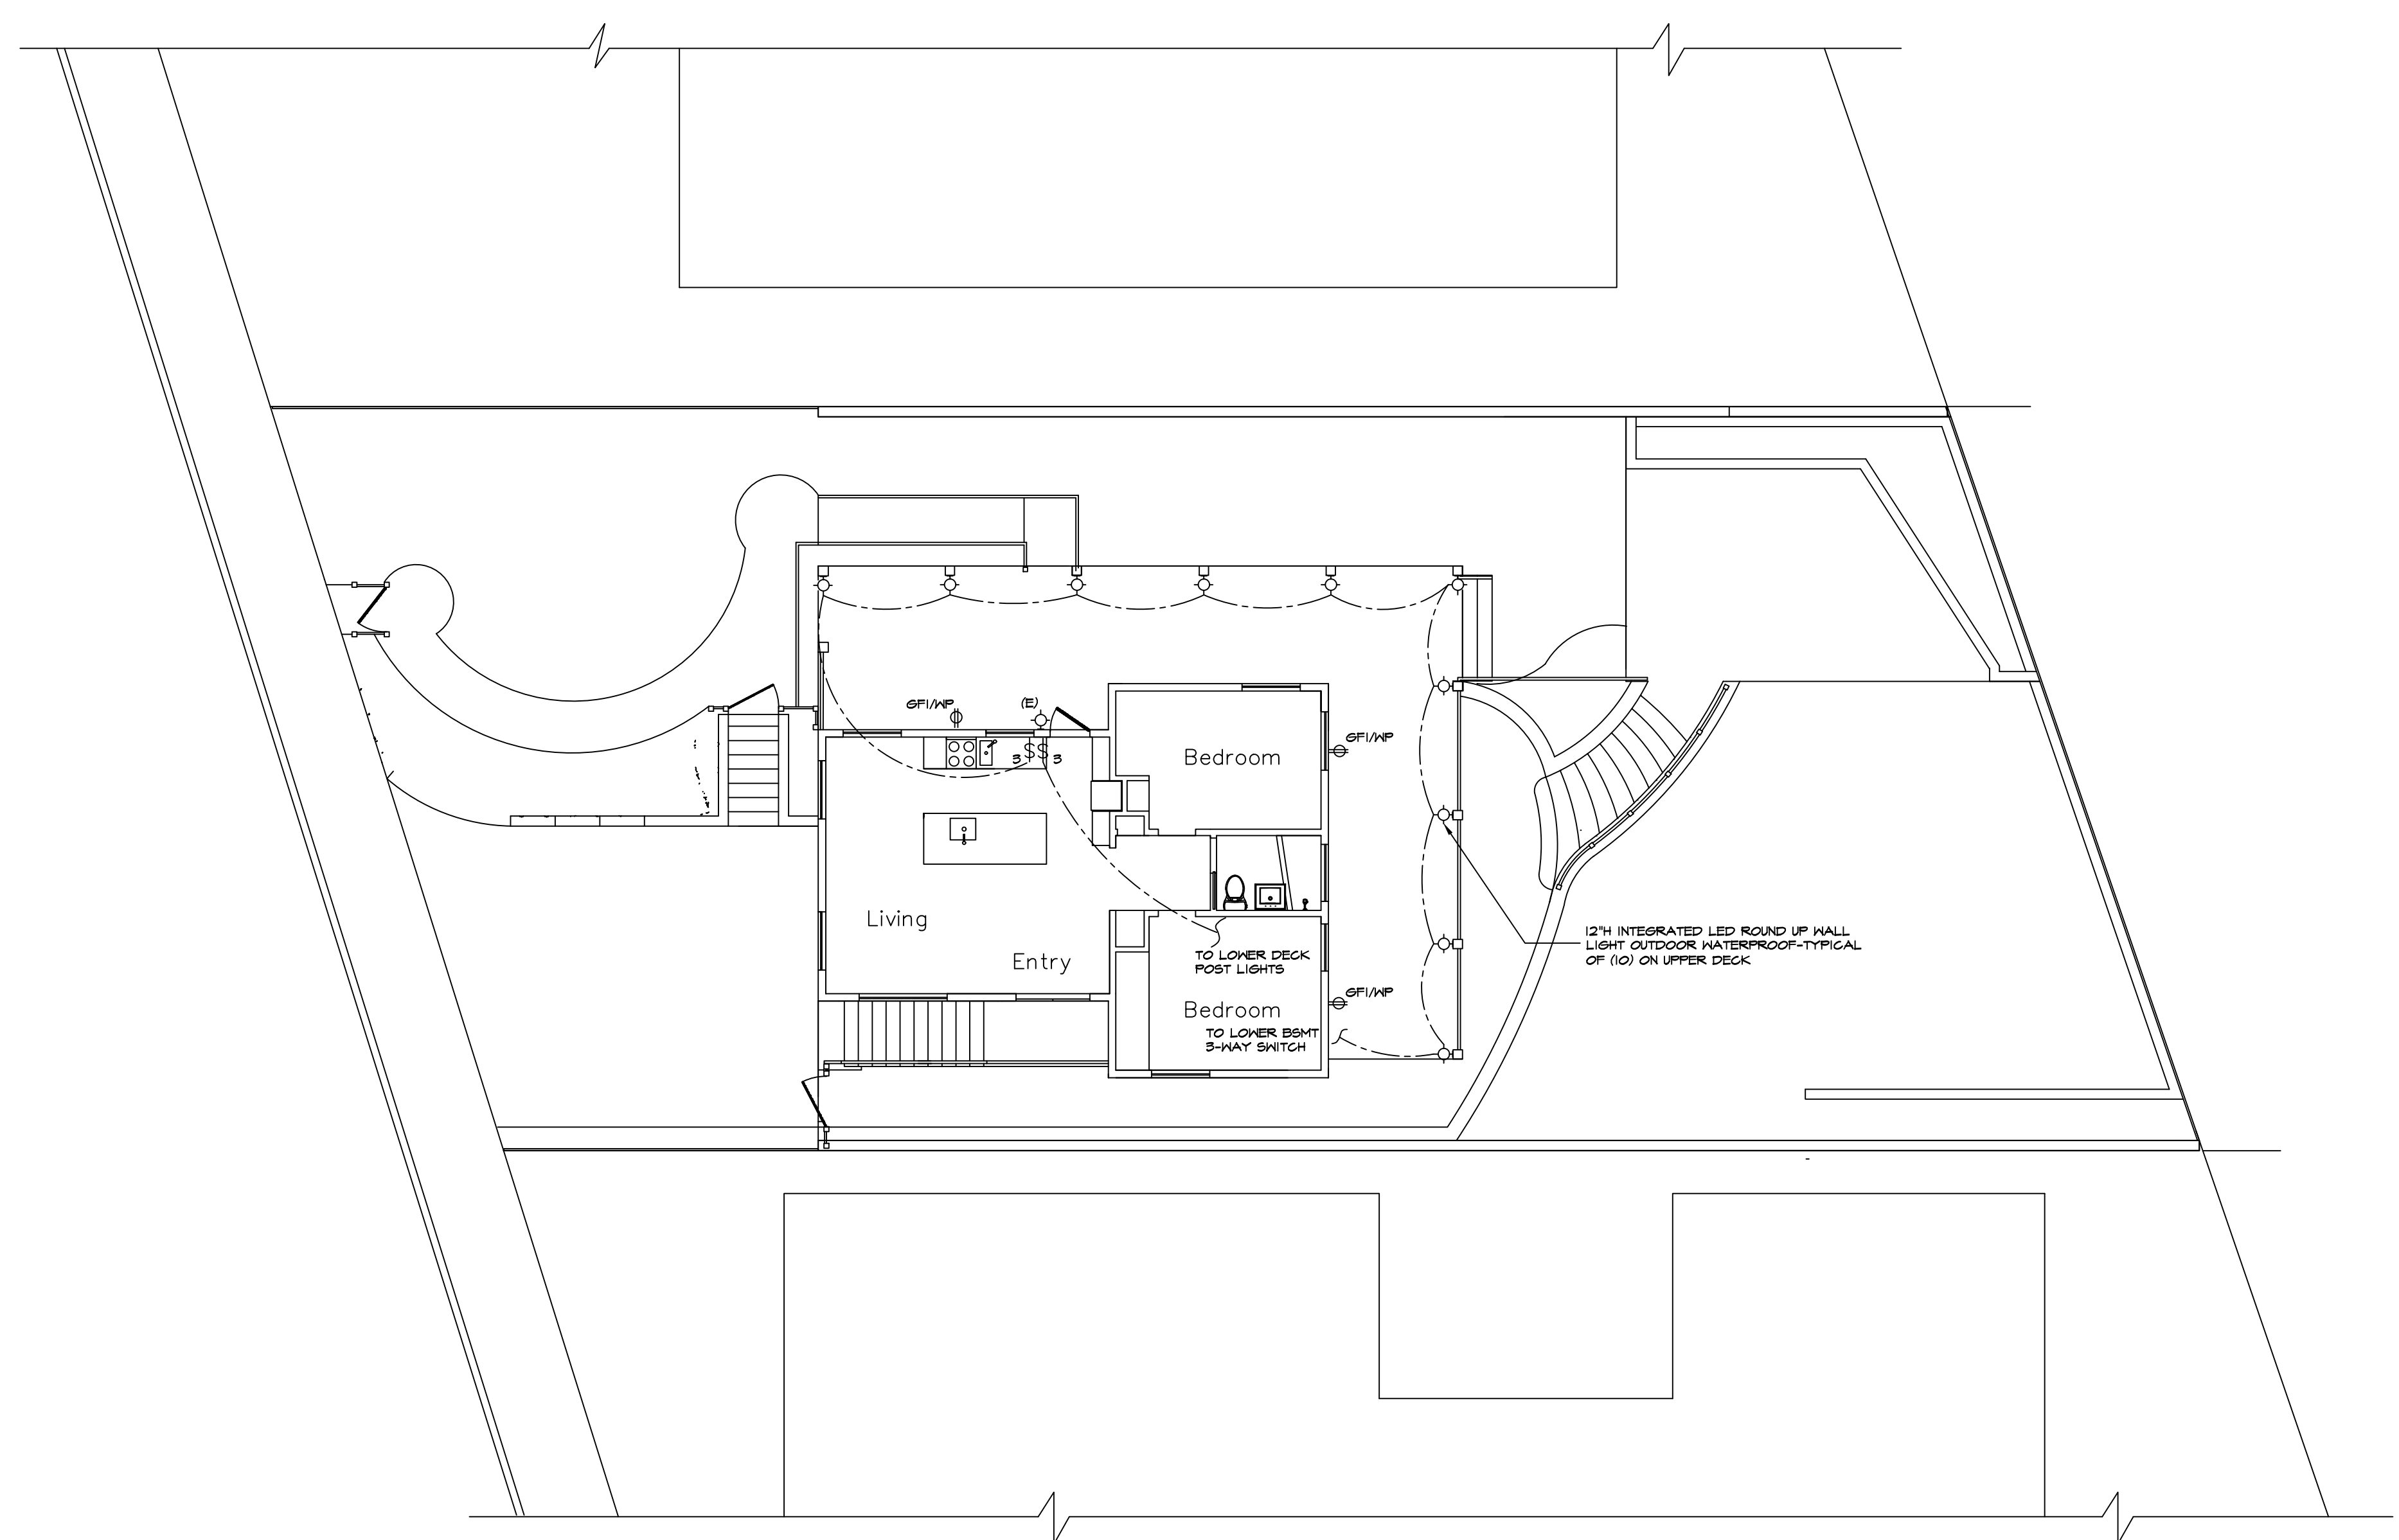 GFI/WP
(E)
3 SS 3
Bedroom
GFI/WP
Living
Entry
TO LOWER DECK
POST LIGHTS
12"H INTEGRATED LED ROUND UP WALL
LIGHT OUTDOOR WATERPROOF-TYPICAL
OF (10) ON UPPER DECK
GFI/WP
Bedroom
TO LOWER BSMT
3-WAY SWITCH